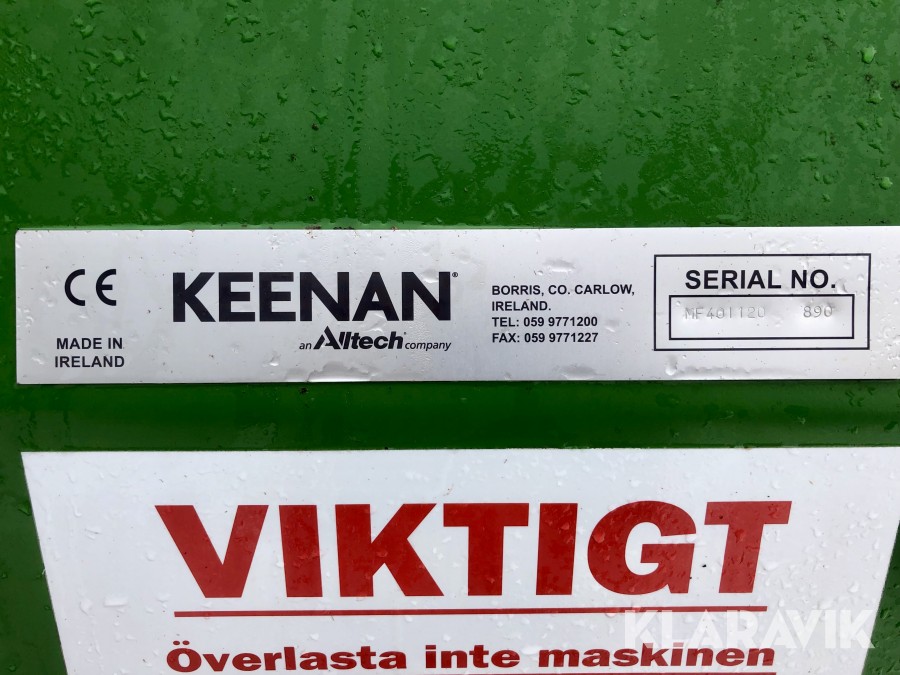 CE
MADE IN
IRELAND
KEENAN®
an Alltech company
BORRIS, CO. CARLOW,
IRELAND.
TEL: 059 9771200
FAX: 059 9771227
SERIAL NO.
MF401120 890
VIKTIGT
Överlasta inte maskinen
KLARAVIK